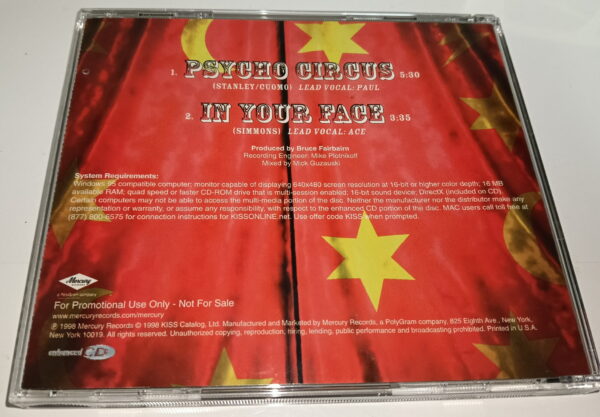 1. PSYCHO CIRCUS 5:30
(STANLEY/CUOMO) LEAD VOCAL: PAUL
2. IN YOUR FACE 3:35
(SIMMONS) LEAD VOCAL: ACE
Produced by Bruce Fairbairn
Recording Engineer: Mike Plotnikoff
Mixed by Mick Guzauski
System Requirements:
Windows 95 compatible computer; monitor capable of displaying 640x480 screen resolution at 16-bit or higher color depth; 16 MB
available RAM; quad speed or faster CD-ROM drive that is multi-session enabled; 16-bit sound device; DirectX (included on CD).
Certain computers may not be able to access the multi-media portion of the disc. Neither the manufacturer nor the distributor make any
representation or warranty, or assume any responsibility, with respect to the enhanced CD portion of the disc. MAC users call toll free at
(877) 800-6575 for connection instructions for KISSONLINE.net. Use offer code KISS when prompted.
Mercury
a PolyGram company
For Promotional Use Only - Not For Sale
www.mercuryrecords.com/mercury
℗ 1998 Mercury Records © 1998 KISS Catalog, Ltd. Manufactured and Marketed by Mercury Records, a PolyGram company, 825 Eighth Ave., New York,
New York 10019. All rights reserved. Unauthorized copying, reproduction, hiring, lending, public performance and broadcasting prohibited. Printed in U.S.A.
enhanced CD